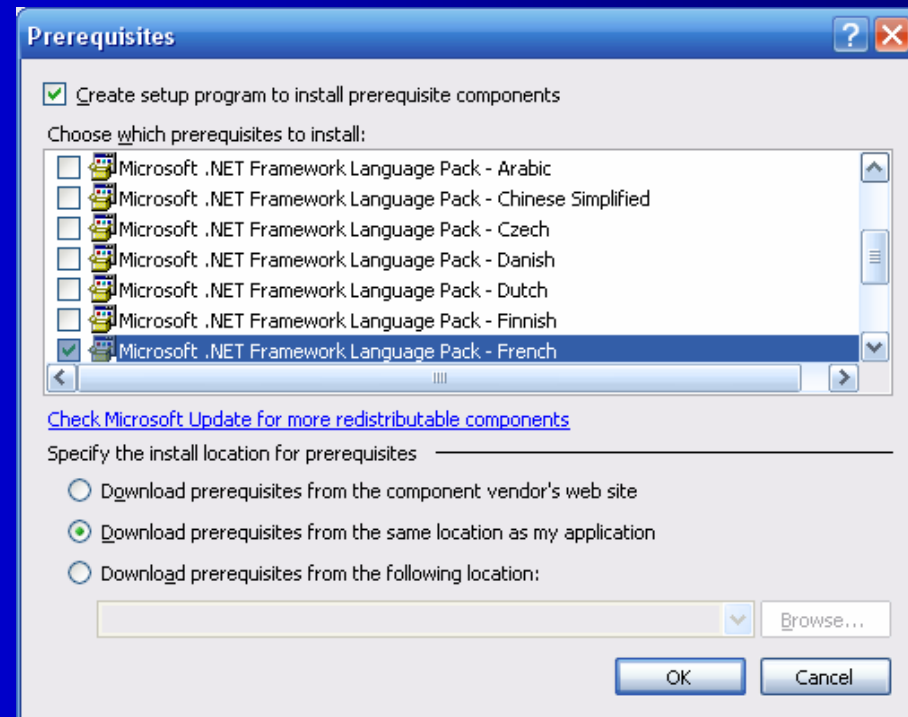 Prerequisites
Create setup program to install prerequisite components
Choose which prerequisites to install:
Microsoft .NET Framework Language Pack - Arabic
Microsoft .NET Framework Language Pack - Chinese Simplified
Microsoft .NET Framework Language Pack - Czech
Microsoft .NET Framework Language Pack - Danish
Microsoft .NET Framework Language Pack - Dutch
Microsoft .NET Framework Language Pack - Finnish
Microsoft .NET Framework Language Pack - French
Check Microsoft Update for more redistributable components
Specify the install location for prerequisites
Download prerequisites from the component vendor's web site
Download prerequisites from the same location as my application
Download prerequisites from the following location:
Browse...
OK Cancel